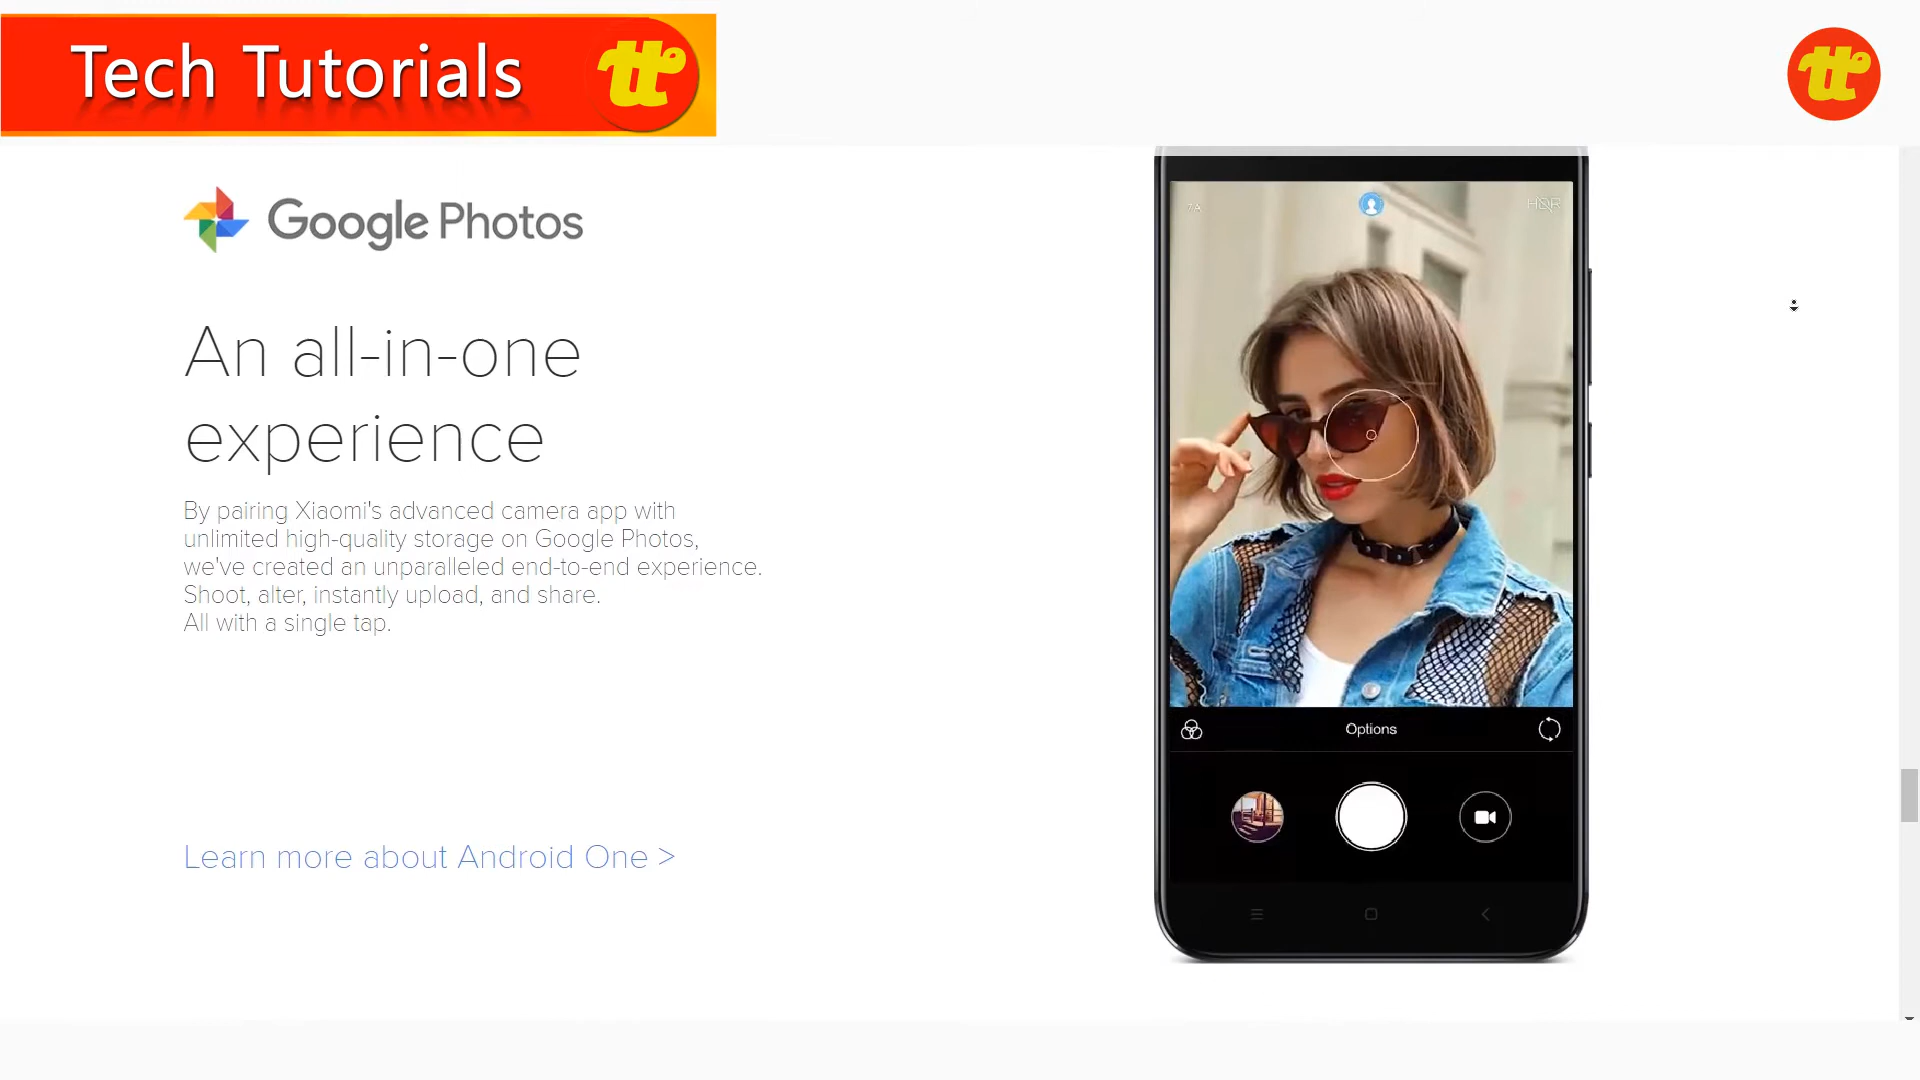 Tech Tutorials
tt
tt
Google Photos
An all-in-one
experience
By pairing Xiaomi's advanced camera app with
unlimited high-quality storage on Google Photos,
we've created an unparalleled end-to-end experience.
Shoot, alter, instantly upload, and share.
All with a single tap.
Learn more about Android One >
Options